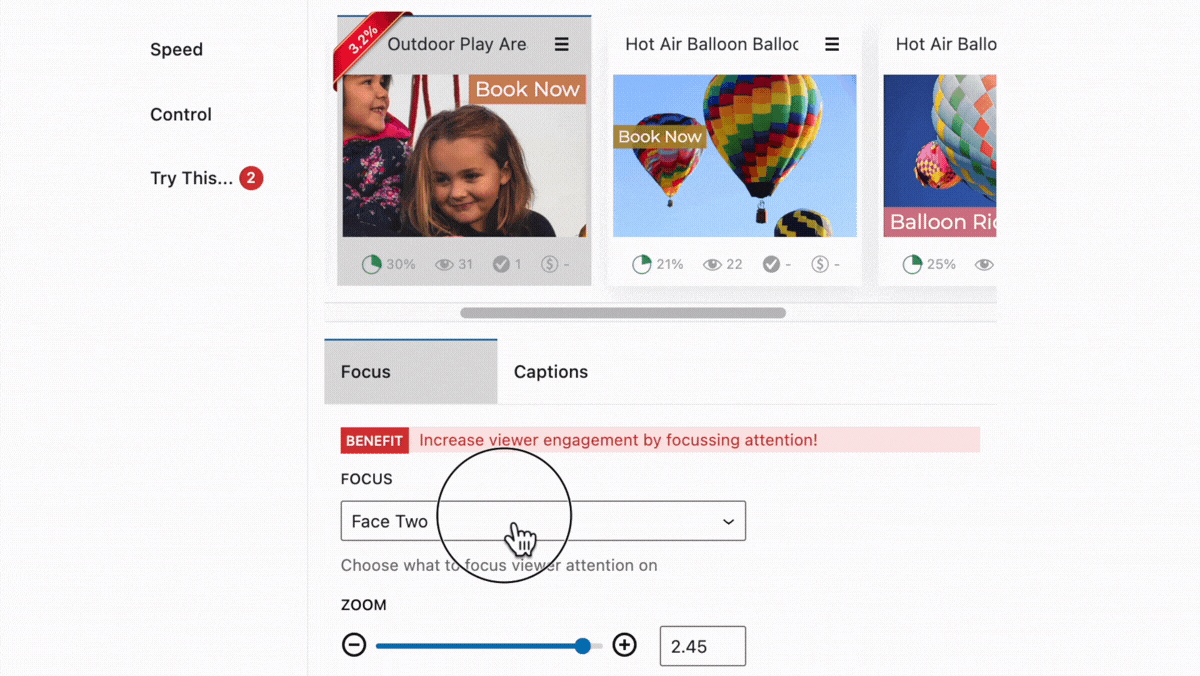 Speed
Control
Try This... 2
3.2%
Outdoor Play Are
Book Now
30% 31 1 -
Hot Air Balloon Balloc
Book Now
21% 22 - -
Hot Air Ballo
Balloon Ric
25%
Focus
Captions
BENEFIT Increase viewer engagement by focussing attention!
FOCUS
Face Two
Choose what to focus viewer attention on
ZOOM
2.45